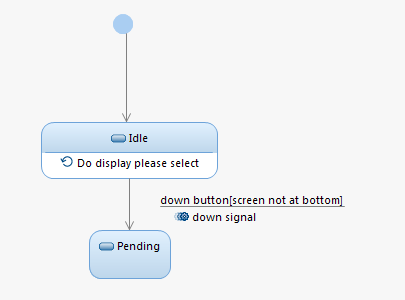 Idle
Do display please select
down button[screen not at bottom]
down signal
Pending